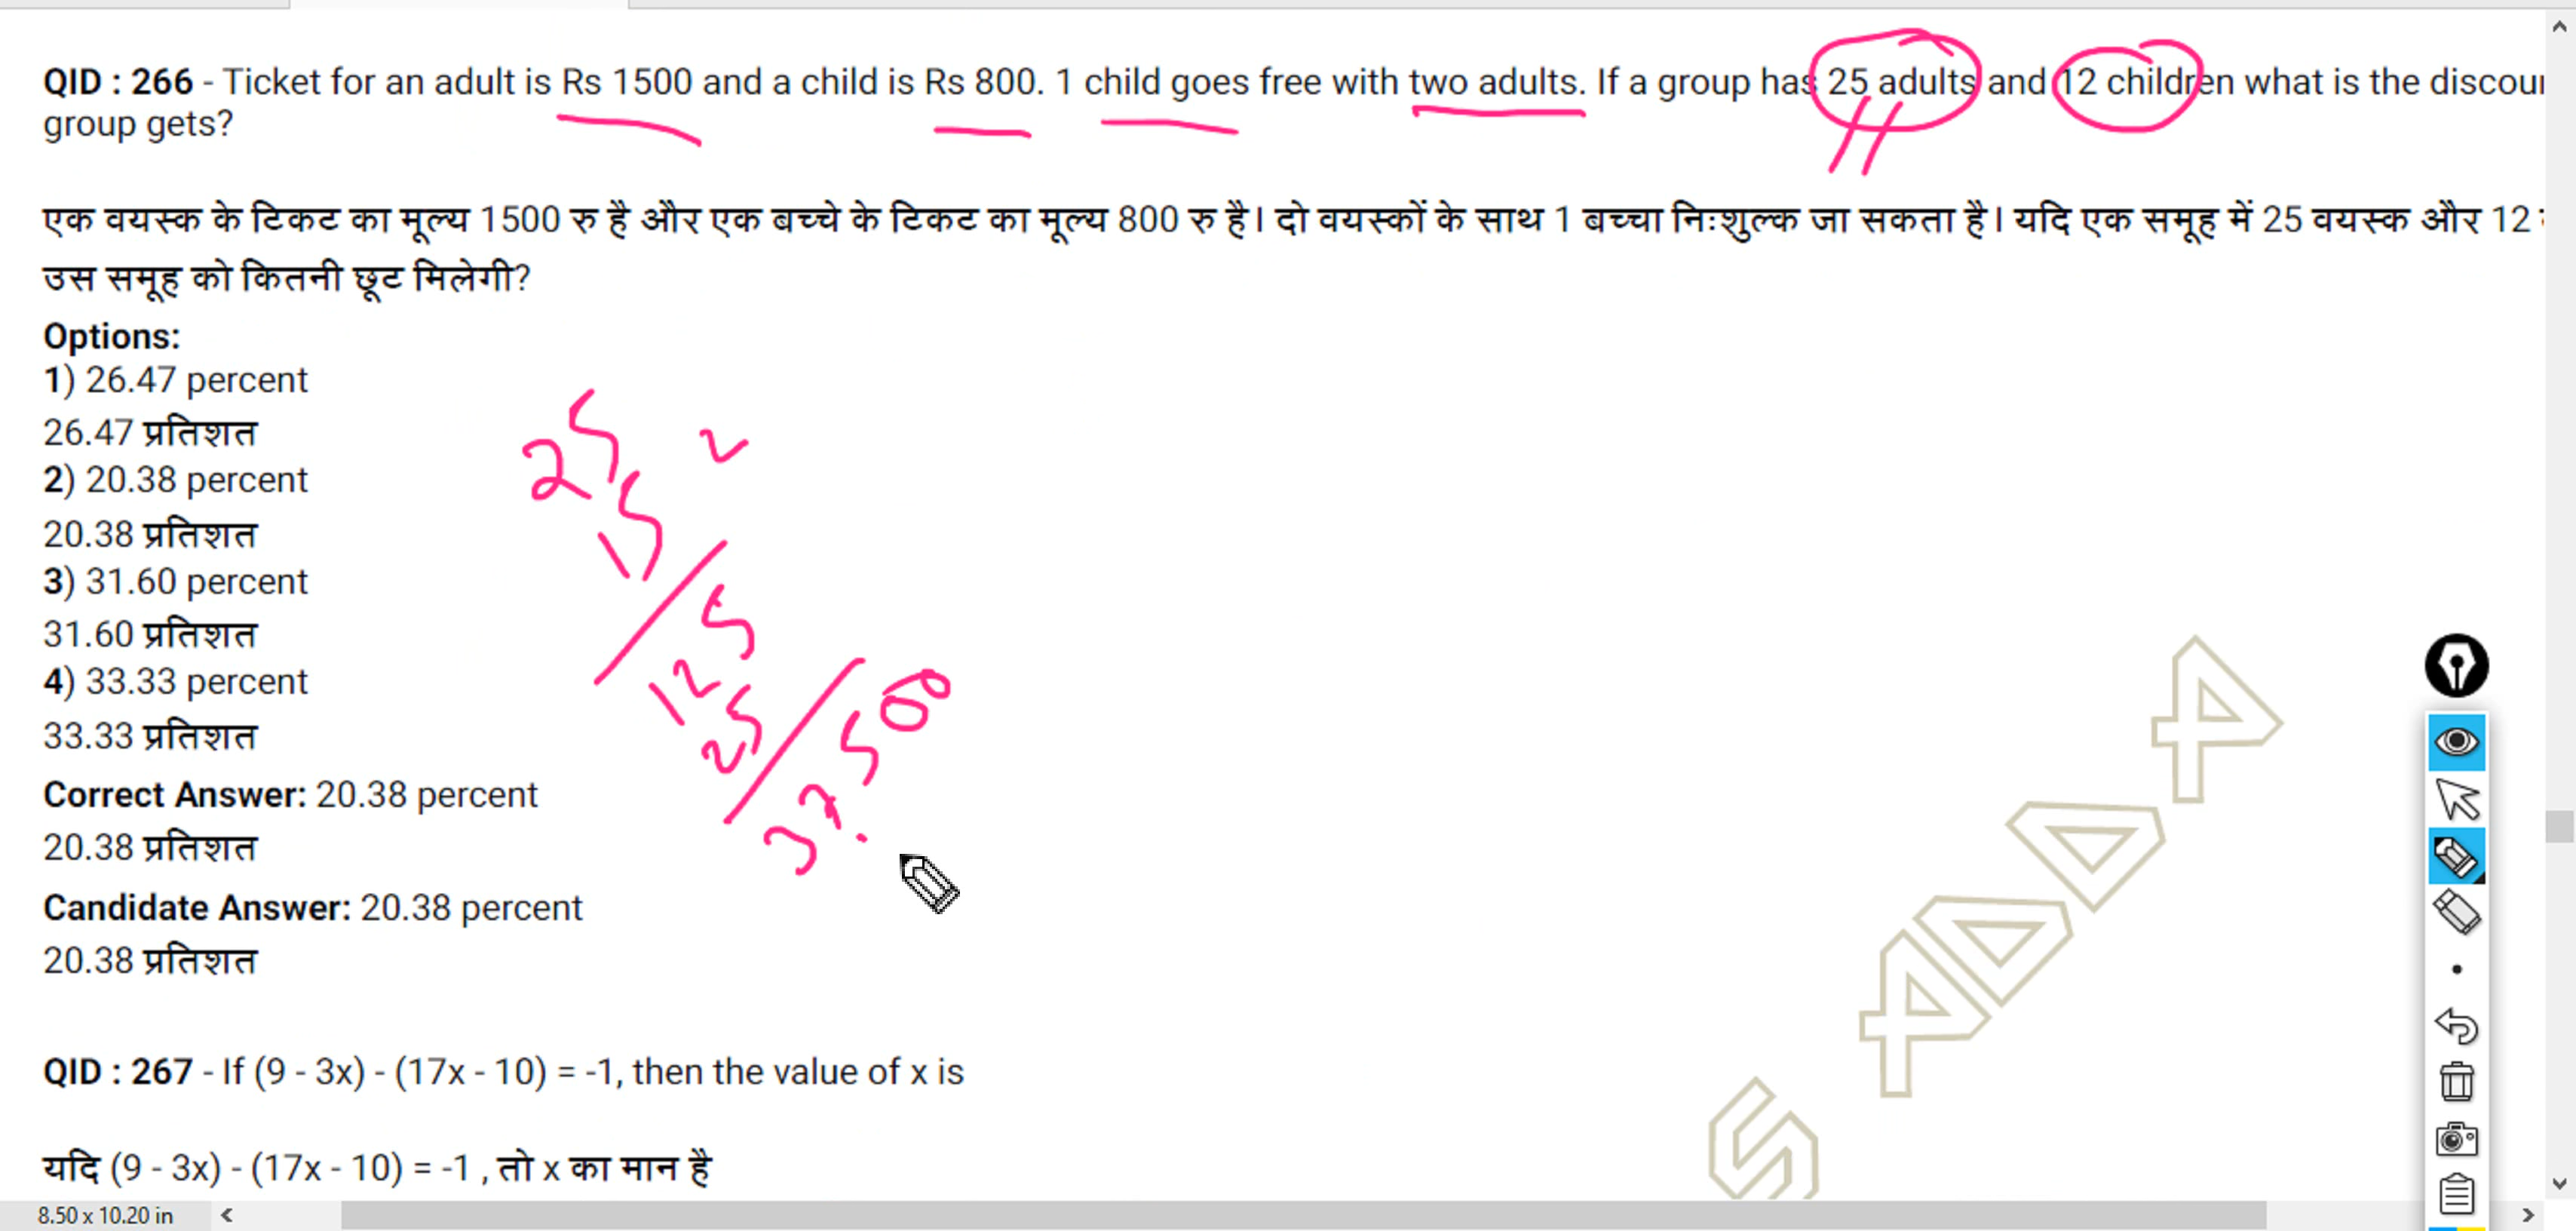 QID : 266 - Ticket for an adult is Rs 1500 and a child is Rs 800. 1 child goes free with two adults. If a group has 25 adults and 12 children what is the
group gets?
एक वयस्क के टिकट का मूल्य 1500 रु है और एक बच्चे के टिकट का मूल्य 800 रु है। दो वयस्कों के साथ 1 बच्चा निःशुल्क जा सकता है। यदि एक समूह में 25 वयस्क और 12
उस समूह को कितनी छूट मिलेगी?
Options:
1) 26.47 percent
26.47 प्रतिशत
2) 20.38 percent
20.38 प्रतिशत
3) 31.60 percent
31.60 प्रतिशत
4) 33.33 percent
33.33 प्रतिशत
Correct Answer: 20.38 percent
20.38 प्रतिशत
Candidate Answer: 20.38 percent
20.38 प्रतिशत
25
15
125
25
37500
QID : 267 - If (9 - 3x) - (17x - 10) = -1, then the value of x is
यदि (9 - 3x) - (17x - 10) = -1 , तो x का मान है
8.50 x 10.20 in